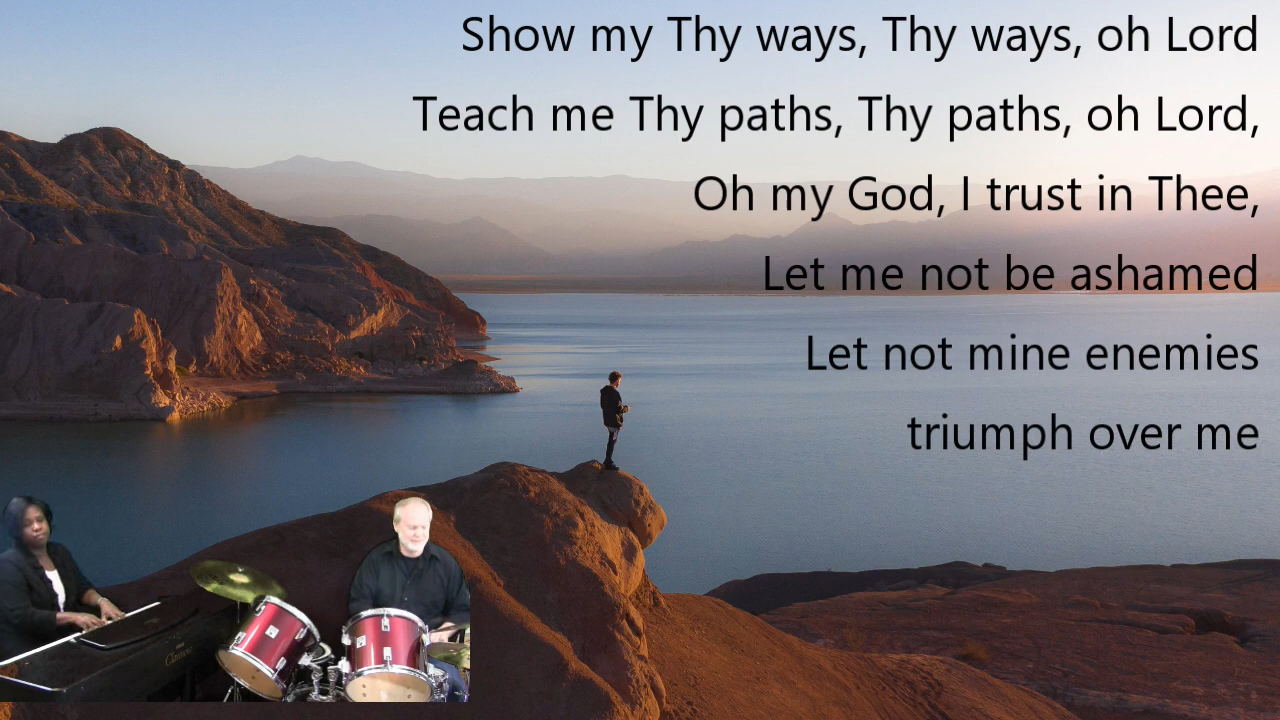 Show my Thy ways, Thy ways, oh Lord
Teach me Thy paths, Thy paths, oh Lord,
Oh my God, I trust in Thee,
Let me not be ashamed
Let not mine enemies
triumph over me
Classic